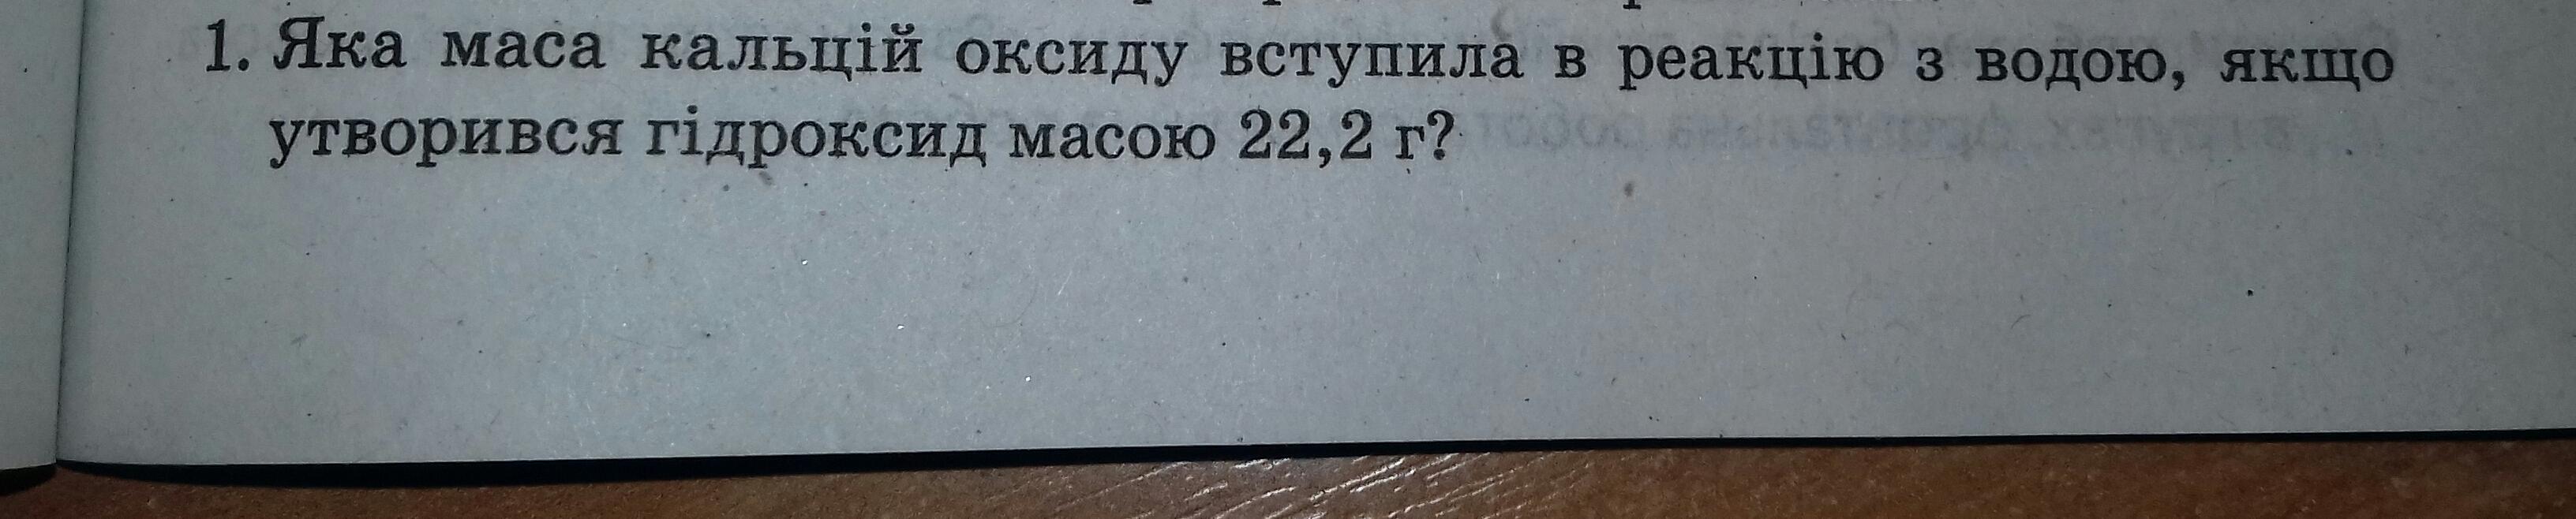 1. Яка маса кальцій оксиду вступила в реакцію з водою, якщо
утворився гідроксид масою 22,2 г?